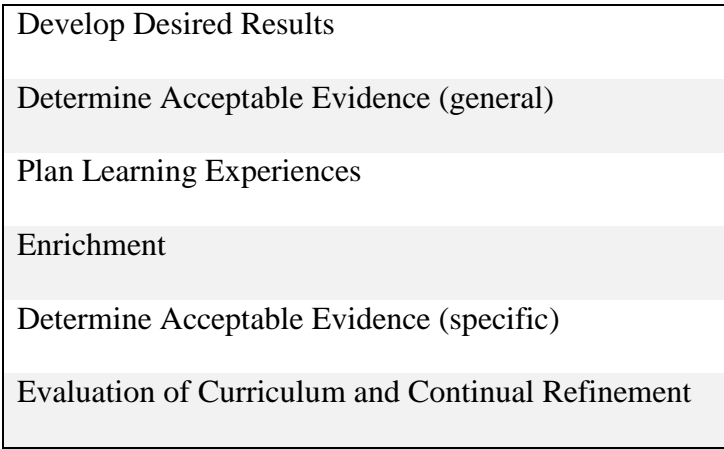 Develop Desired Results
Determine Acceptable Evidence (general)
Plan Learning Experiences
Enrichment
Determine Acceptable Evidence (specific)
Evaluation of Curriculum and Continual Refinement